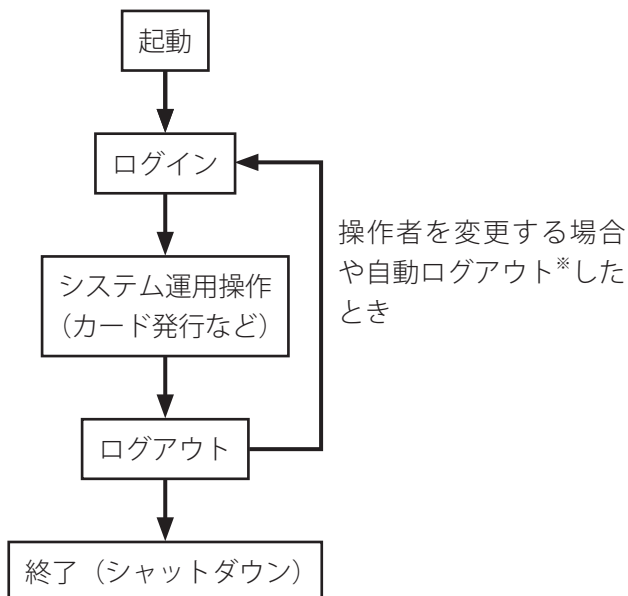 起動
ログイン
操作者を変更する場合
や自動ログアウト※した
とき
システム運用操作
（カード発行など）
ログアウト
終了（シャットダウン）